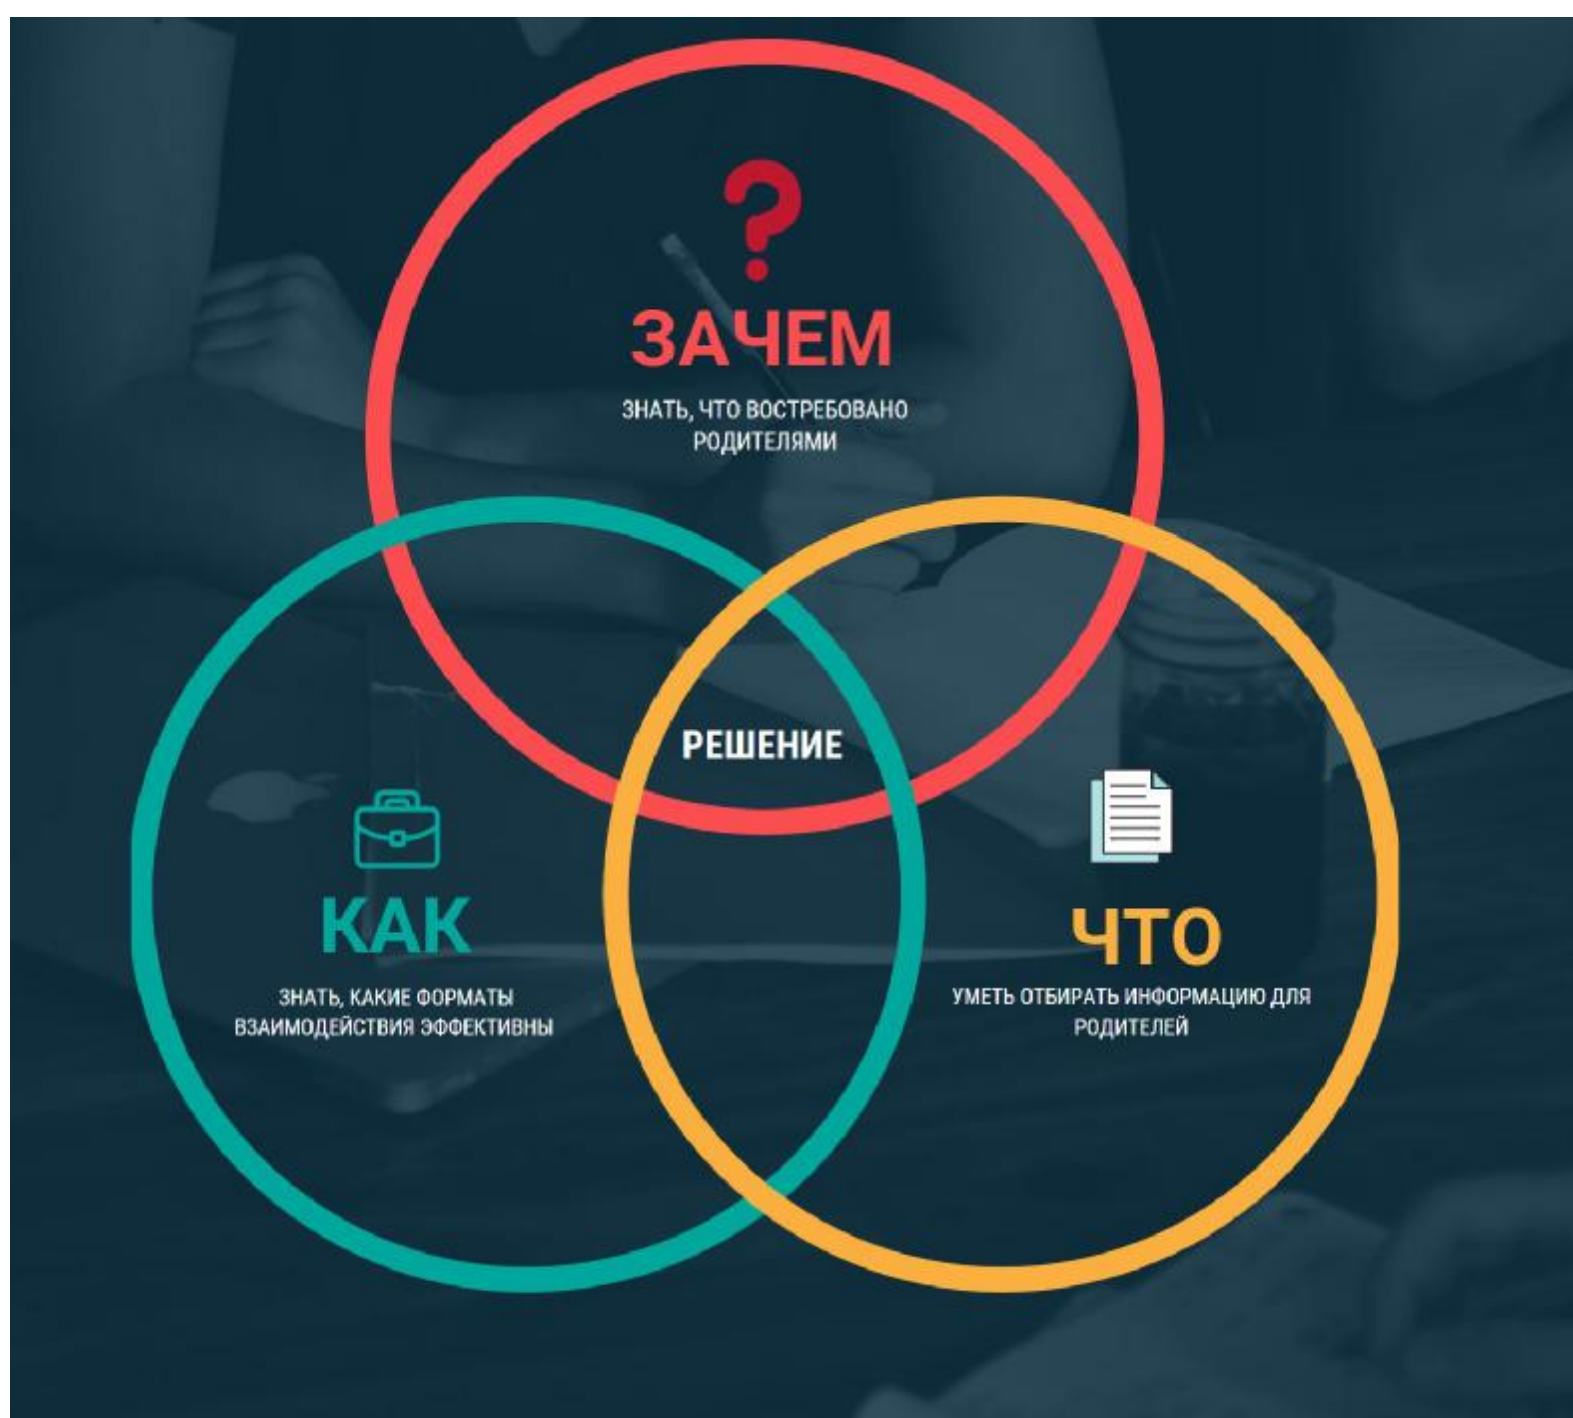 ?
ЗАЧЕМ
ЗНАТЬ, ЧТО ВОСТРЕБОВАНО
РОДИТЕЛЯМИ
РЕШЕНИЕ
КАК
ЗНАТЬ, КАКИЕ ФОРМАТЫ
ВЗАИМОДЕЙСТВИЯ ЭФФЕКТИВНЫ
ЧТО
УМЕТЬ ОТБИРАТЬ ИНФОРМАЦИЮ ДЛЯ
РОДИТЕЛЕЙ